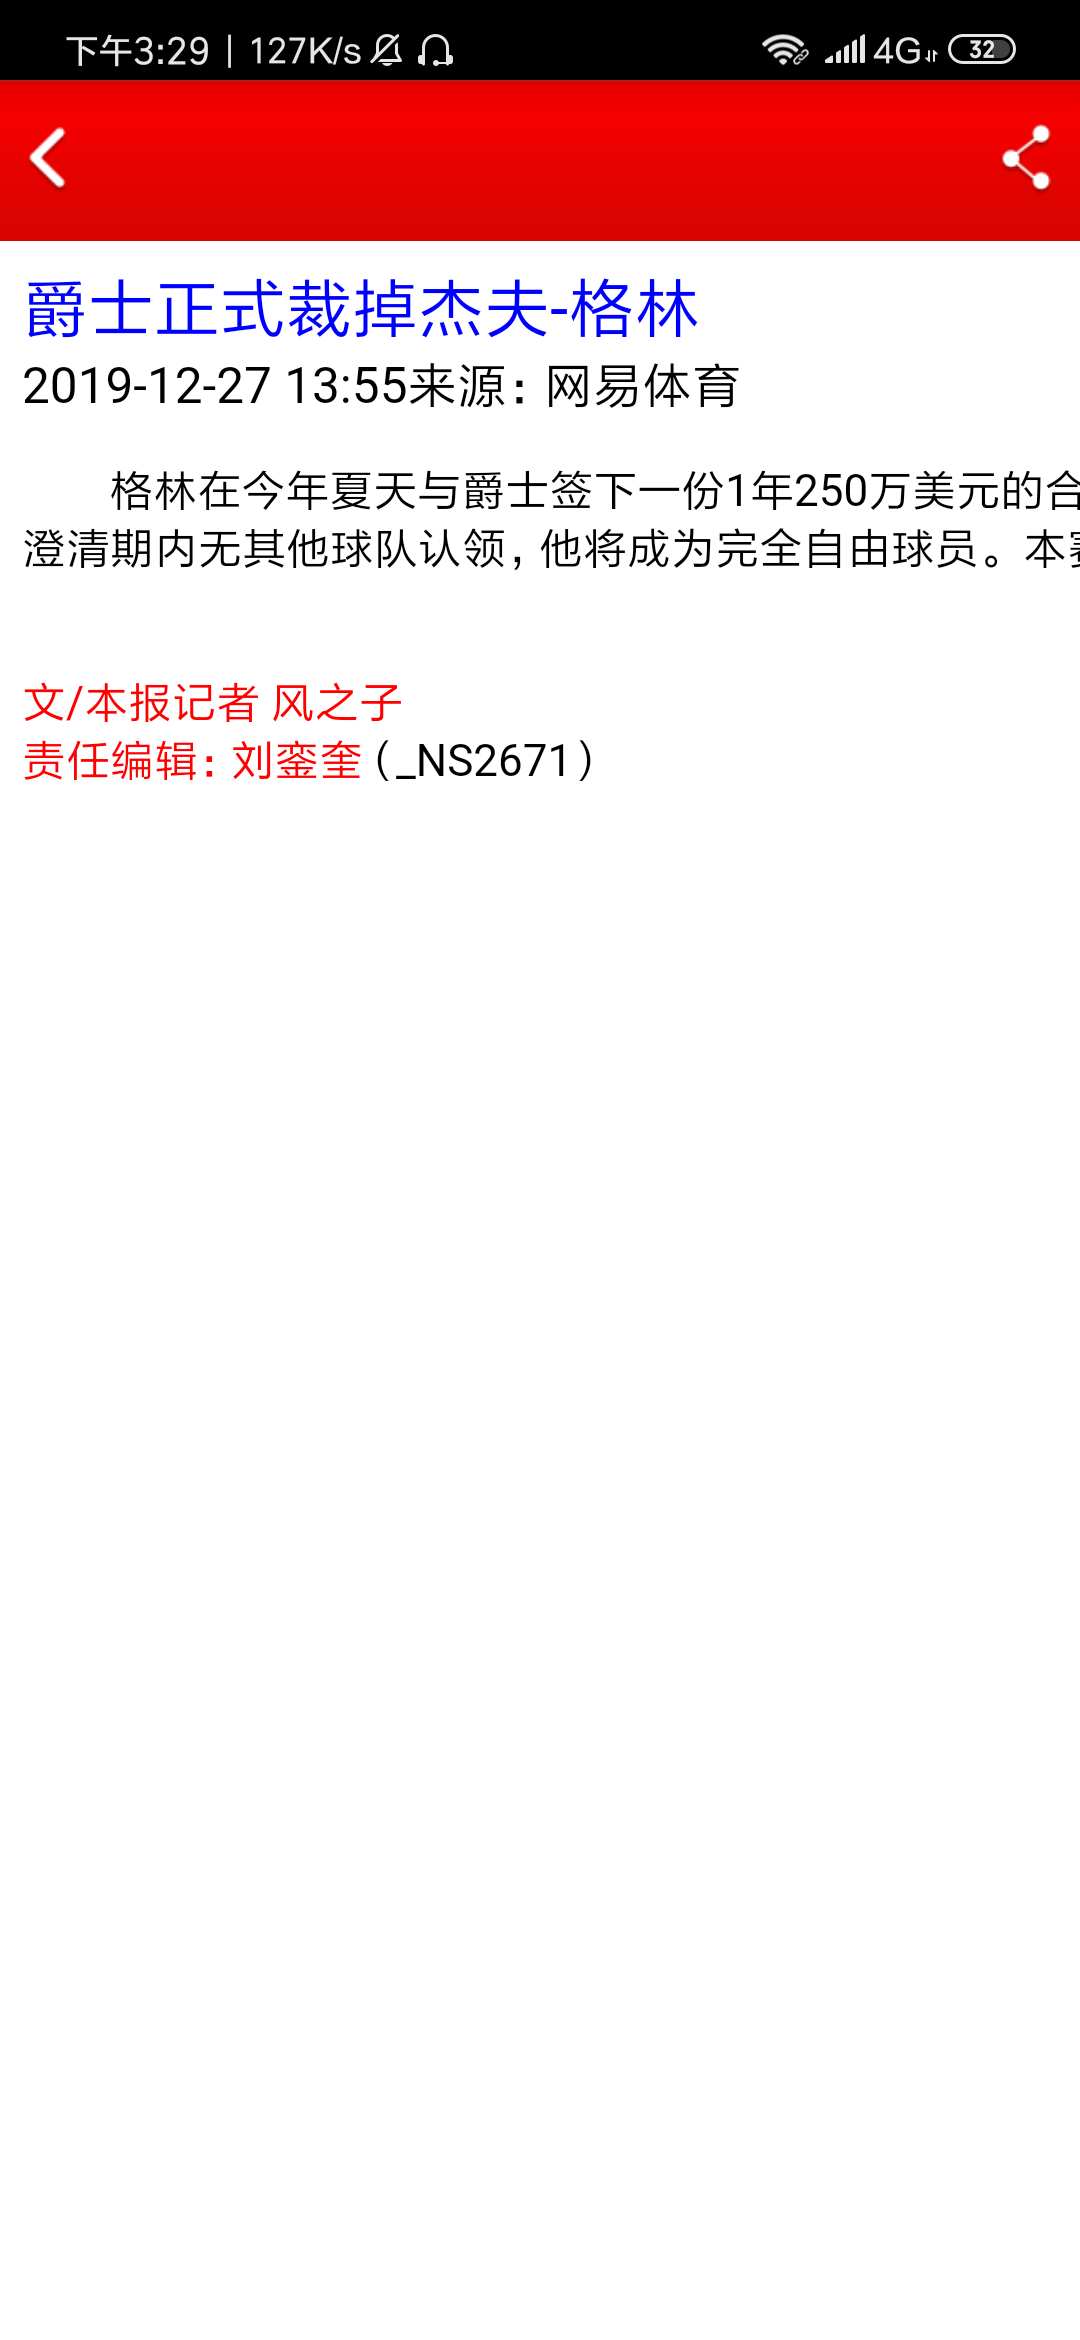 下午3:29 | 127K/s 4G 32
爵士正式裁掉杰夫-格林
2019-12-27 13:55来源：网易体育
格林在今年夏天与爵士签下一份1年250万美元的合
澄清期内无其他球队认领，他将成为完全自由球员。本赛
文/本报记者 风之子
责任编辑：刘銮奎（_NS2671）